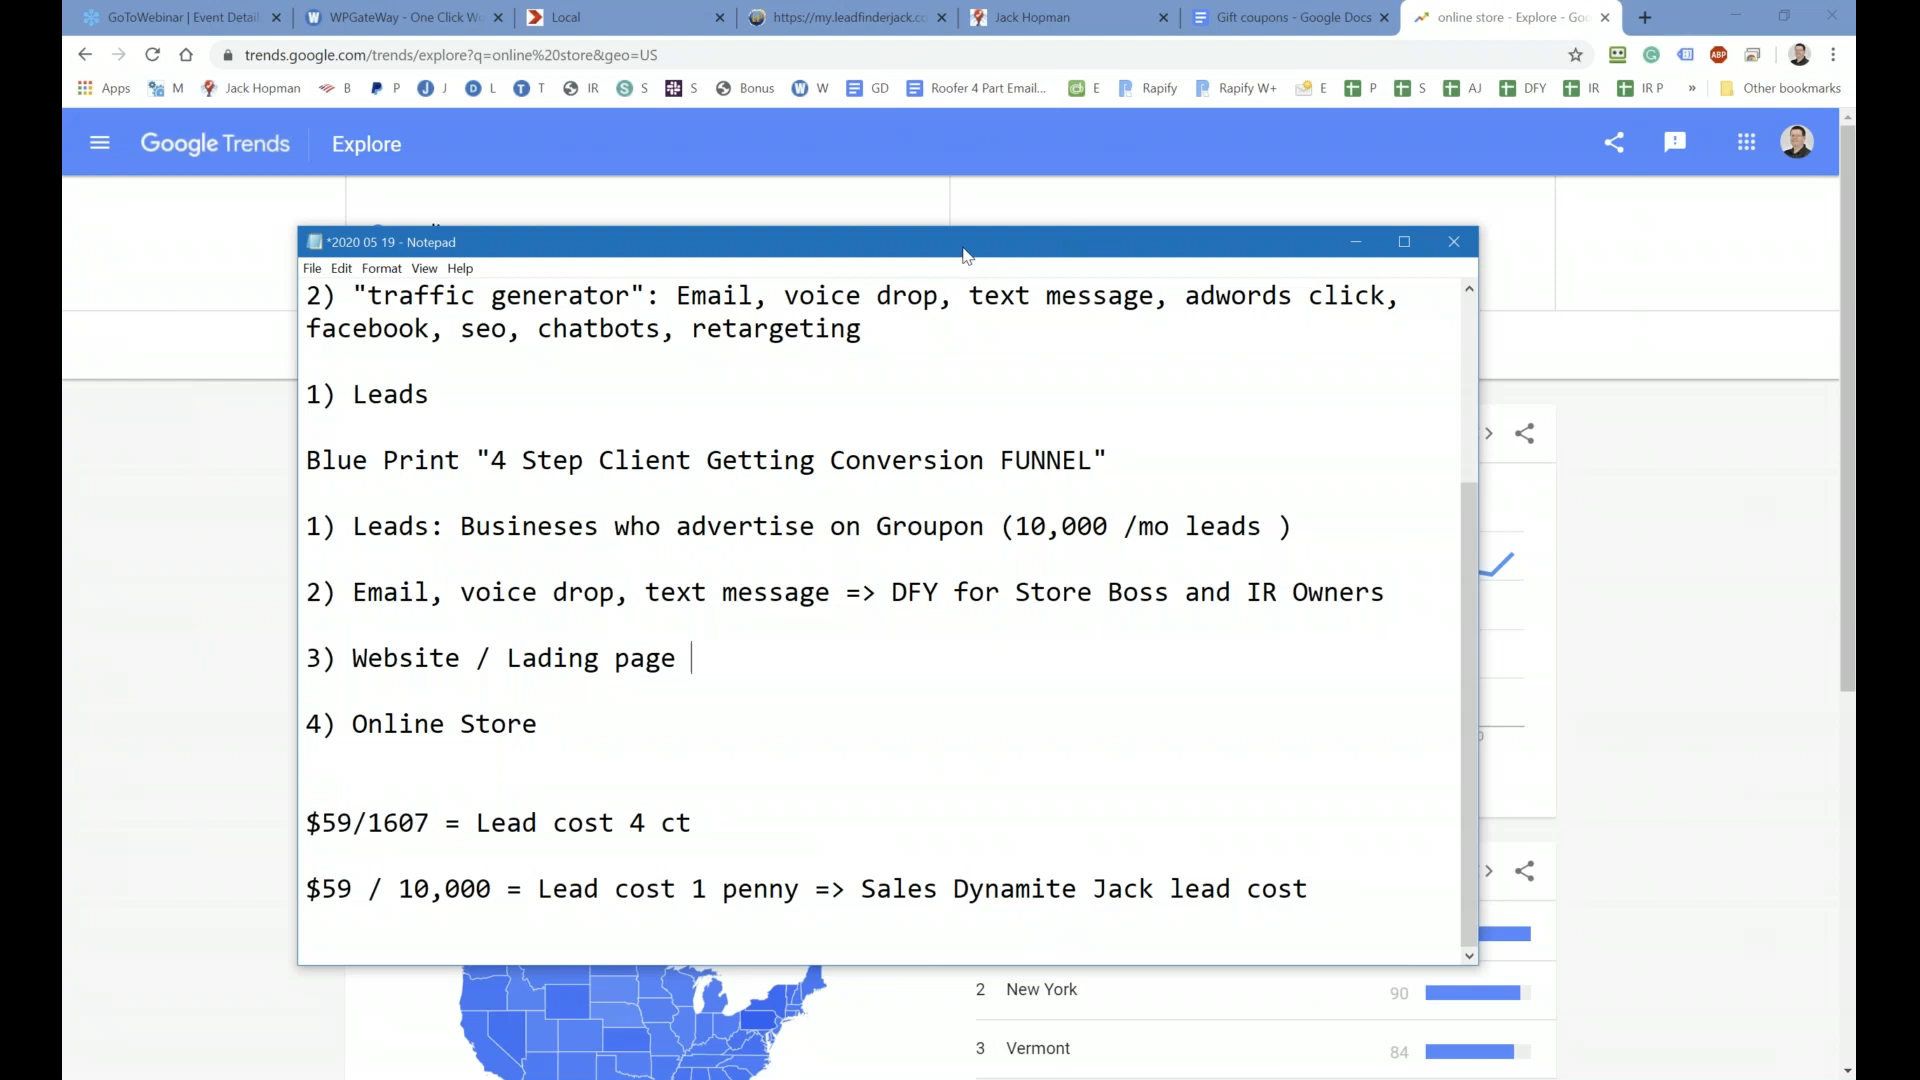 GoToWebinar | Event Detail
WPGateWay - One Click W
Local
https://my.leadfinderjack.co
Jack Hopman
Gift coupons - Google Docs
online store - Explore - Goo
trends.google.com/trends/explore?q=online%20store&geo=US
Apps M Jack Hopman B P J L T IR S S Bonus W GD Roofer 4 Part Email... E Rapify Rapify W+ E P S AJ DFY IR IR P » Other bookmarks
Google Trends Explore
*2020 05 19 - Notepad
File Edit Format View Help
2) "traffic generator": Email, voice drop, text message, adwords click,
facebook, seo, chatbots, retargeting
1) Leads
Blue Print "4 Step Client Getting Conversion FUNNEL"
1) Leads: Busineses who advertise on Groupon (10,000 /mo leads )
2) Email, voice drop, text message => DFY for Store Boss and IR Owners
3) Website / Lading page
4) Online Store
$59/1607 = Lead cost 4 ct
$59 / 10,000 = Lead cost 1 penny => Sales Dynamite Jack lead cost
2 New York 90
3 Vermont 84